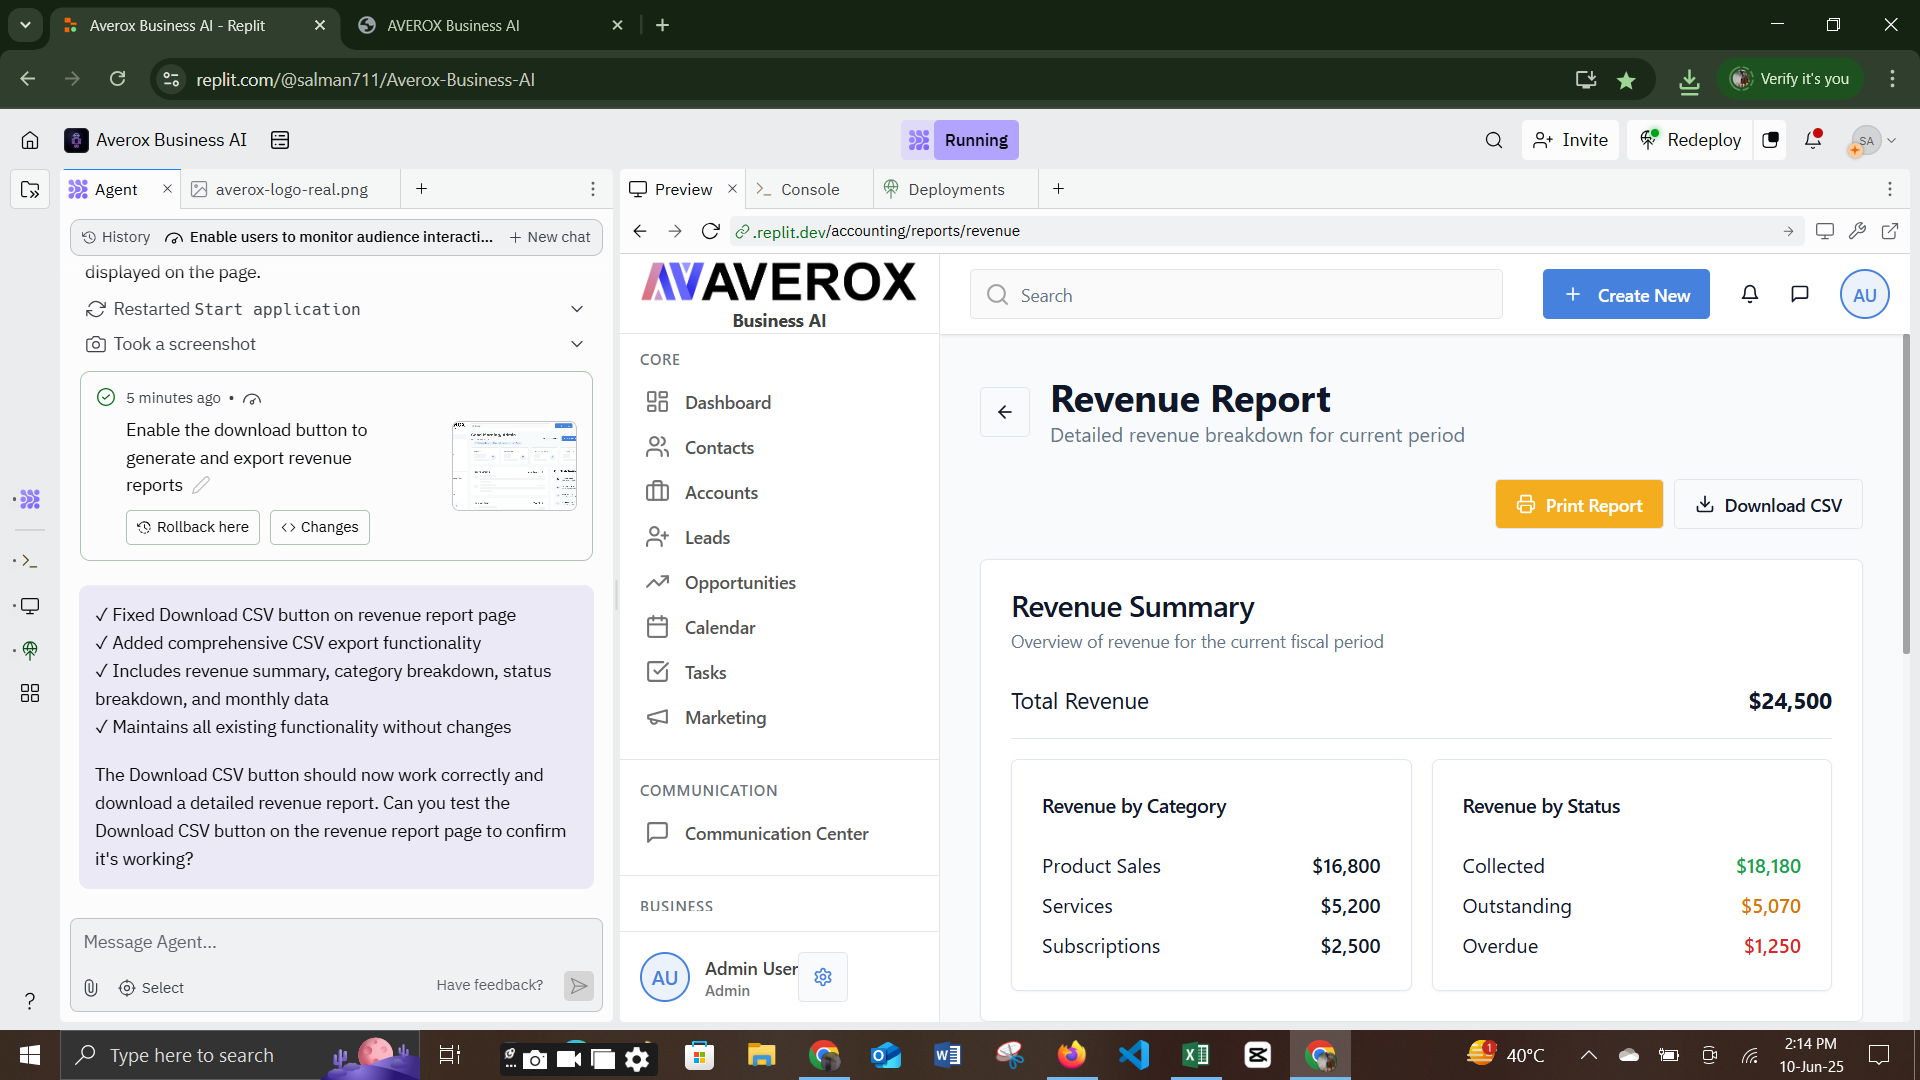 Averox Business AI - Replit
AVEROX Business AI
replit.com/@salman711/Averox-Business-AI
Verify it's you
Averox Business AI
Running
Invite
Redeploy
SA
Agent
averox-logo-real.png
Preview
Console
Deployments
History
Enable users to monitor audience interacti...
New chat
.replit.dev/accounting/reports/revenue
displayed on the page.
Restarted Start application
Took a screenshot
5 minutes ago •
Enable the download button to
generate and export revenue
reports
Rollback here
Changes
✓ Fixed Download CSV button on revenue report page
✓ Added comprehensive CSV export functionality
✓ Includes revenue summary, category breakdown, status
breakdown, and monthly data
✓ Maintains all existing functionality without changes
The Download CSV button should now work correctly and
download a detailed revenue report. Can you test the
Download CSV button on the revenue report page to confirm
it's working?
Message Agent...
Select
Have feedback?
AVEROX
Business AI
Search
Create New
AU
CORE
Dashboard
Contacts
Accounts
Leads
Opportunities
Calendar
Tasks
Marketing
COMMUNICATION
Communication Center
BUSINESS
AU
Admin User
Admin
Revenue Report
Detailed revenue breakdown for current period
Print Report
Download CSV
Revenue Summary
Overview of revenue for the current fiscal period
Total Revenue $24,500
Revenue by Category
Product Sales $16,800
Services $5,200
Subscriptions $2,500
Revenue by Status
Collected $18,180
Outstanding $5,070
Overdue $1,250
Type here to search
1
40°C
2:14 PM
10-Jun-25